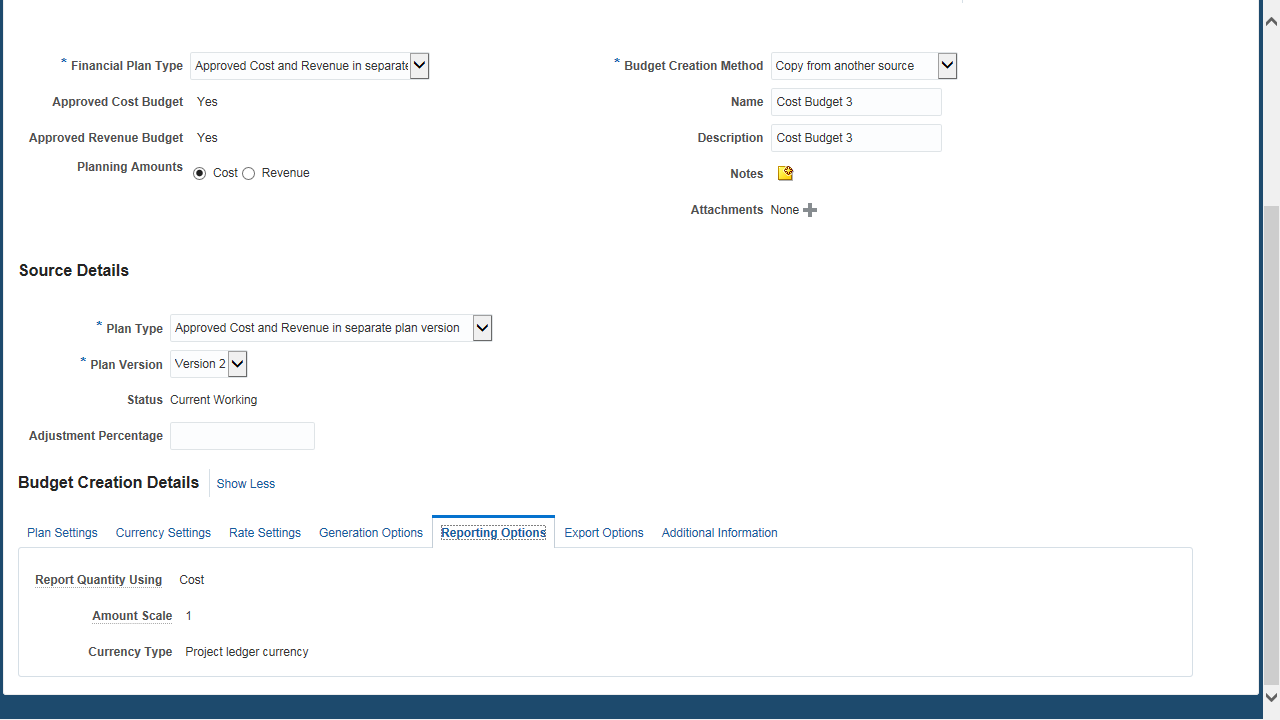 * Financial Plan Type Approved Cost and Revenue in separate
Approved Cost Budget Yes
Approved Revenue Budget Yes
Planning Amounts Cost Revenue
* Budget Creation Method Copy from another source
Name Cost Budget 3
Description Cost Budget 3
Notes
Attachments None
Source Details
* Plan Type Approved Cost and Revenue in separate plan version
* Plan Version Version 2
Status Current Working
Adjustment Percentage
Budget Creation Details Show Less
Plan Settings Currency Settings Rate Settings Generation Options Reporting Options Export Options Additional Information
Report Quantity Using Cost
Amount Scale 1
Currency Type Project ledger currency